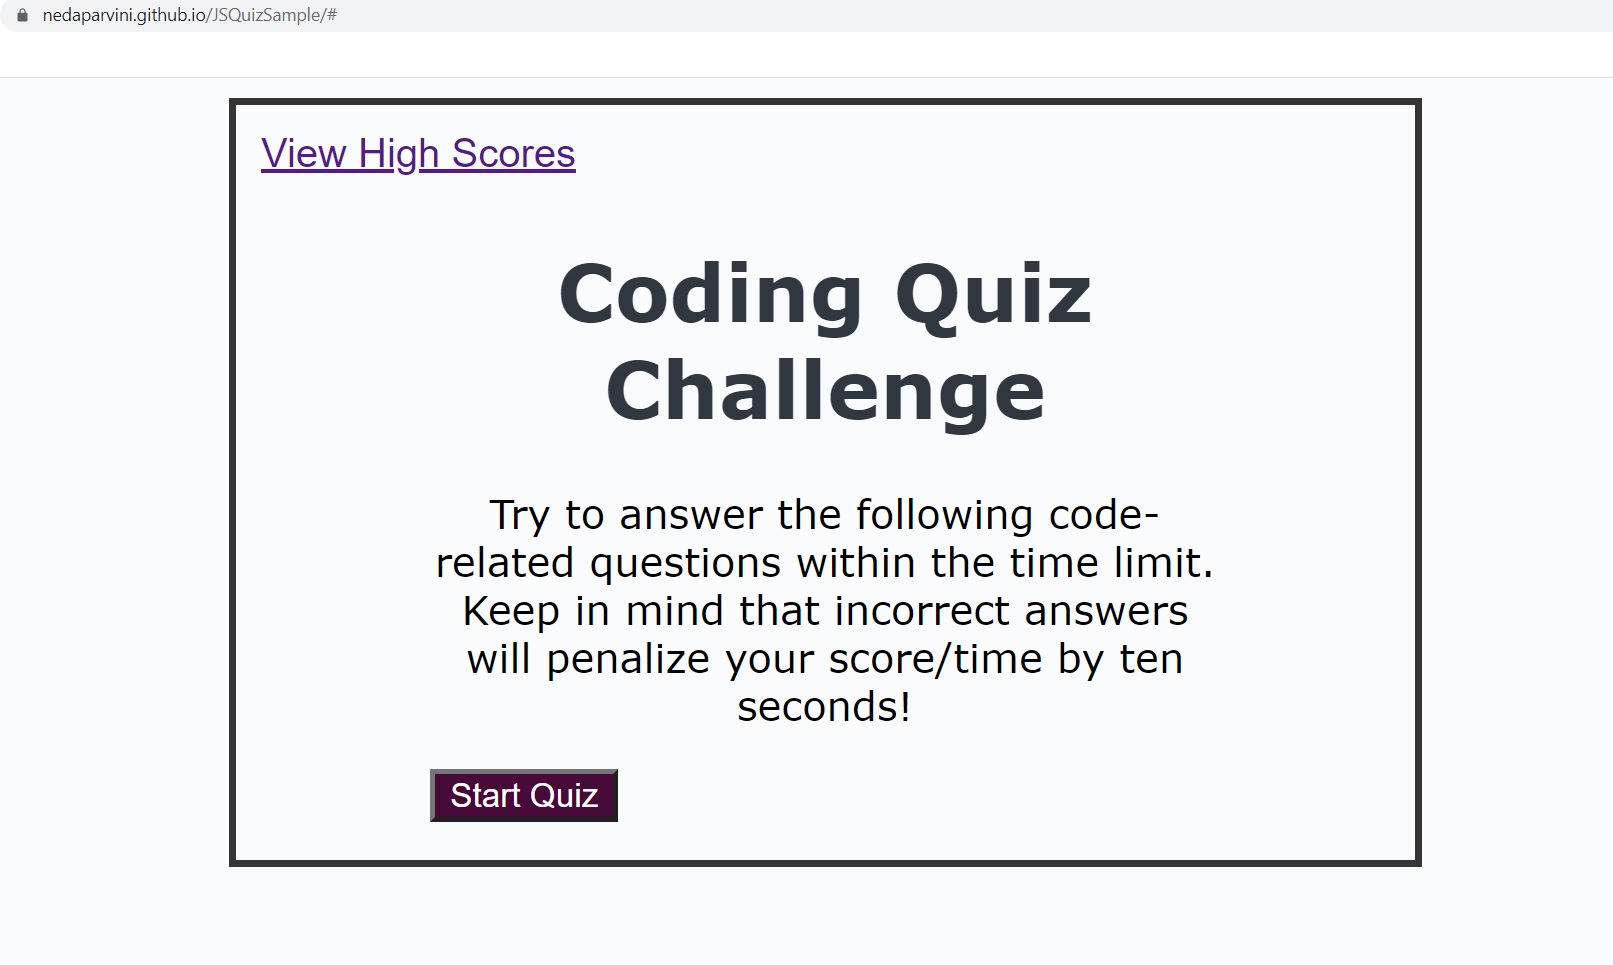 nedaparvini.github.io/JSQuizSample/#
View High Scores
Coding Quiz
Challenge
Try to answer the following code-
related questions within the time limit.
Keep in mind that incorrect answers
will penalize your score/time by ten
seconds!
Start Quiz